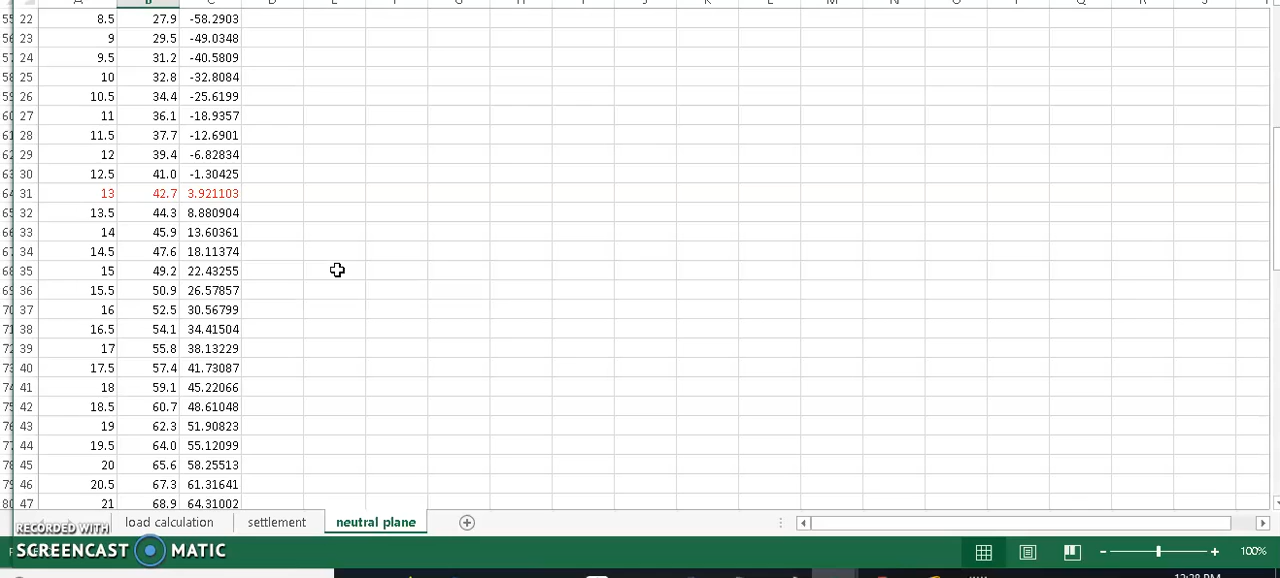 22 8.5 27.9 -58.2903
23 9 29.5 -49.0348
24 9.5 31.2 -40.5809
25 10 32.8 -32.8084
26 10.5 34.4 -25.6199
27 11 36.1 -18.9357
28 11.5 37.7 -12.6901
29 12 39.4 -6.82834
30 12.5 41.0 -1.30425
31 13 42.7 3.921103
32 13.5 44.3 8.880904
33 14 45.9 13.60361
34 14.5 47.6 18.11374
35 15 49.2 22.43255
36 15.5 50.9 26.57857
37 16 52.5 30.56799
38 16.5 54.1 34.41504
39 17 55.8 38.13229
40 17.5 57.4 41.73087
41 18 59.1 45.22066
42 18.5 60.7 48.61048
43 19 62.3 51.90823
44 19.5 64.0 55.12099
45 20 65.6 58.25513
46 20.5 67.3 61.31641
47 21 68.9 64.31002
load calculation settlement neutral plane
RECORDED WITH
SCREENCAST MATIC
100%